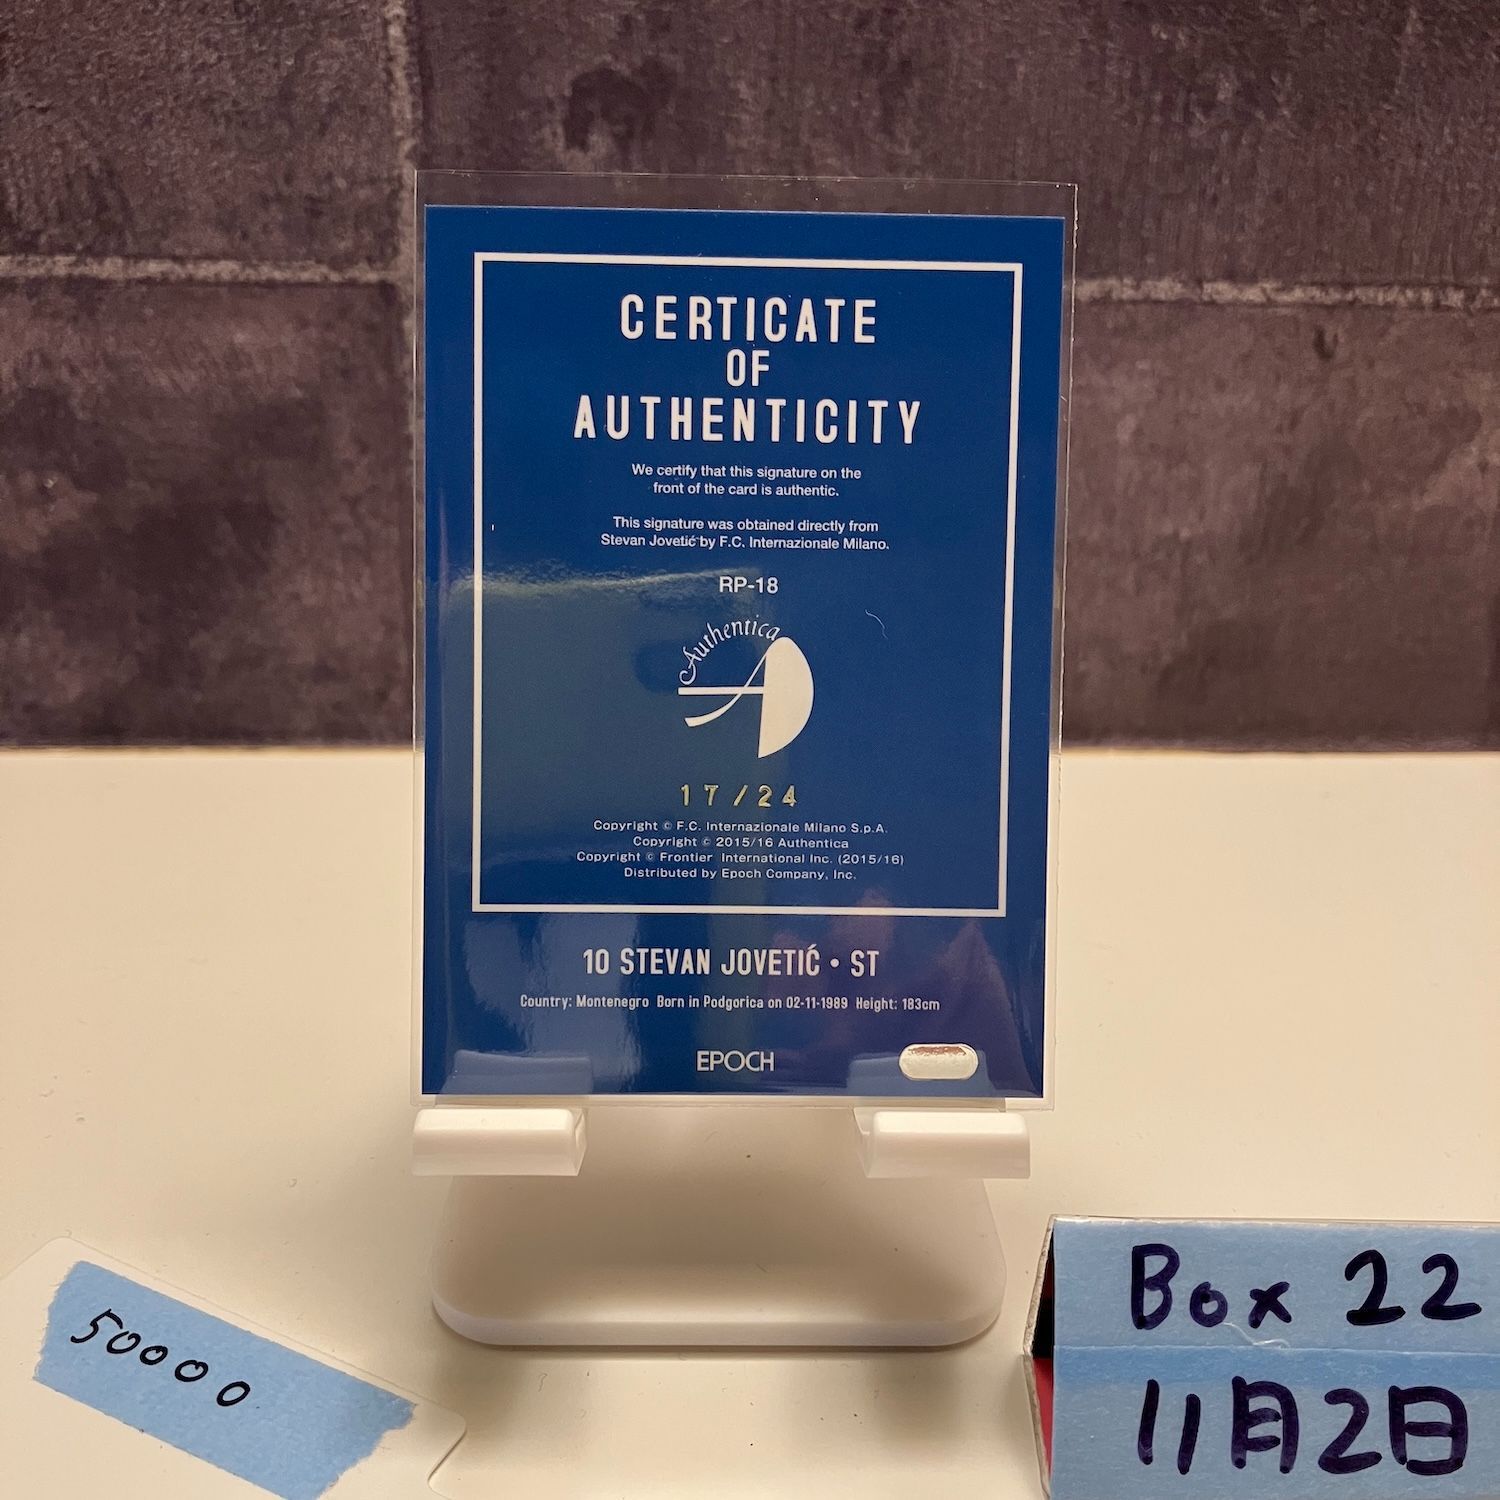 CERTICATE
OF
AUTHENTICITY
We certify that this signature on the
front of the card is authentic.
This signature was obtained directly from
Stevan Jovetić by F.C. Internazionale Milano.
RP-18
Authentica
17/24
Copyright © F.C. Internazionale Milano S.p.A.
Copyright © 2015/16 Authentica
Copyright © Frontier International Inc. (2015/16)
Distributed by Epoch Company, Inc.
10 STEVAN JOVETIĆ • ST
Country: Montenegro Born in Podgorica on 02-11-1989 Height: 183cm
EPOCH
50000
Box 22
11月2日